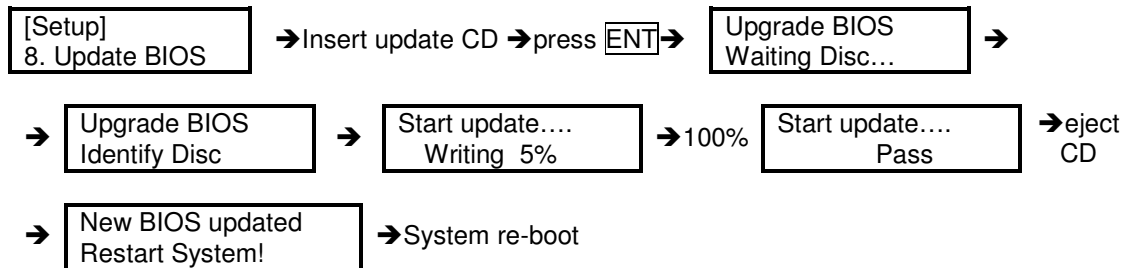 [Setup]
8. Update BIOS
➔Insert update CD ➔press ENT➔
Upgrade BIOS
Waiting Disc…
➔
➔
Upgrade BIOS
Identify Disc
➔
Start update….
Writing 5%
➔100%
Start update….
Pass
➔eject
CD
➔
New BIOS updated
Restart System!
➔System re-boot